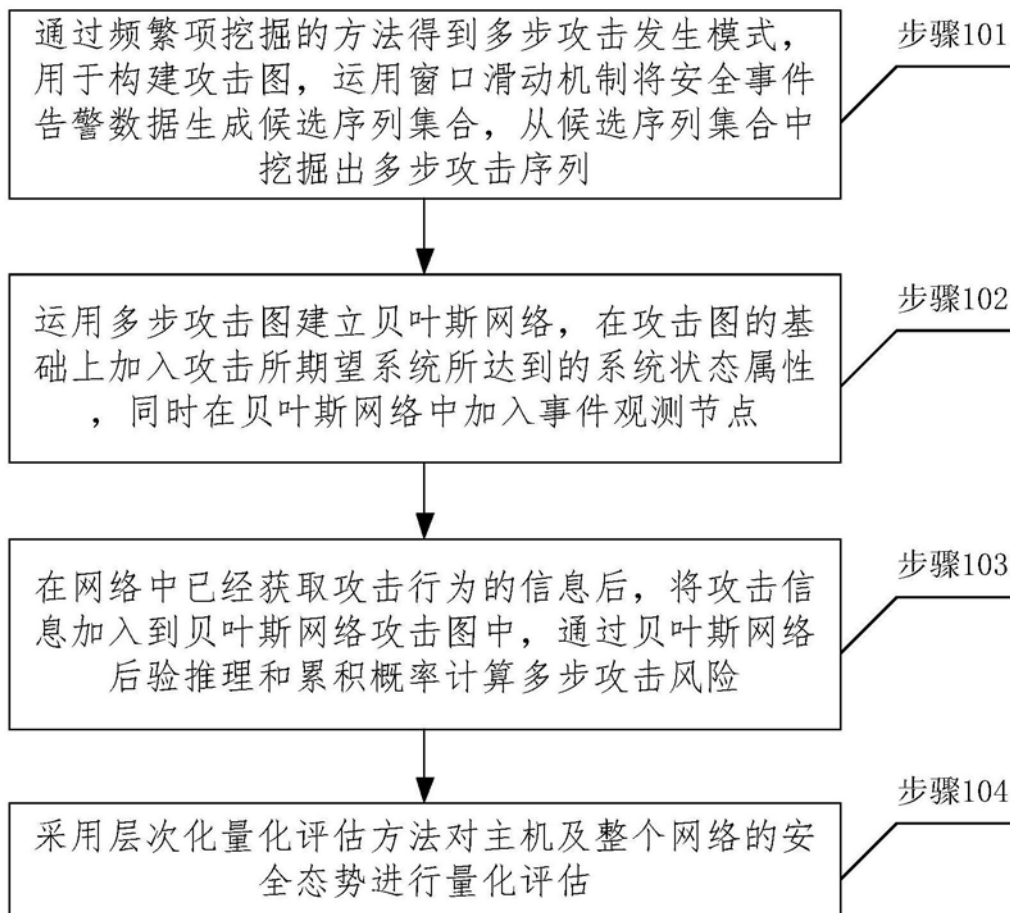 通过频繁项挖掘的方法得到多步攻击发生模式，
用于构建攻击图，运用窗口滑动机制将安全事件
告警数据生成候选序列集合，从候选序列集合中
挖掘出多步攻击序列
步骤101
运用多步攻击图建立贝叶斯网络，在攻击图的基
础上加入攻击所期望系统所达到的系统状态属性
，同时在贝叶斯网络中加入事件观测节点
步骤102
在网络中已经获取攻击行为的信息后，将攻击信
息加入到贝叶斯网络攻击图中，通过贝叶斯网络
后验推理和累积概率计算多步攻击风险
步骤103
采用层次化量化评估方法对主机及整个网络的安
全态势进行量化评估
步骤104